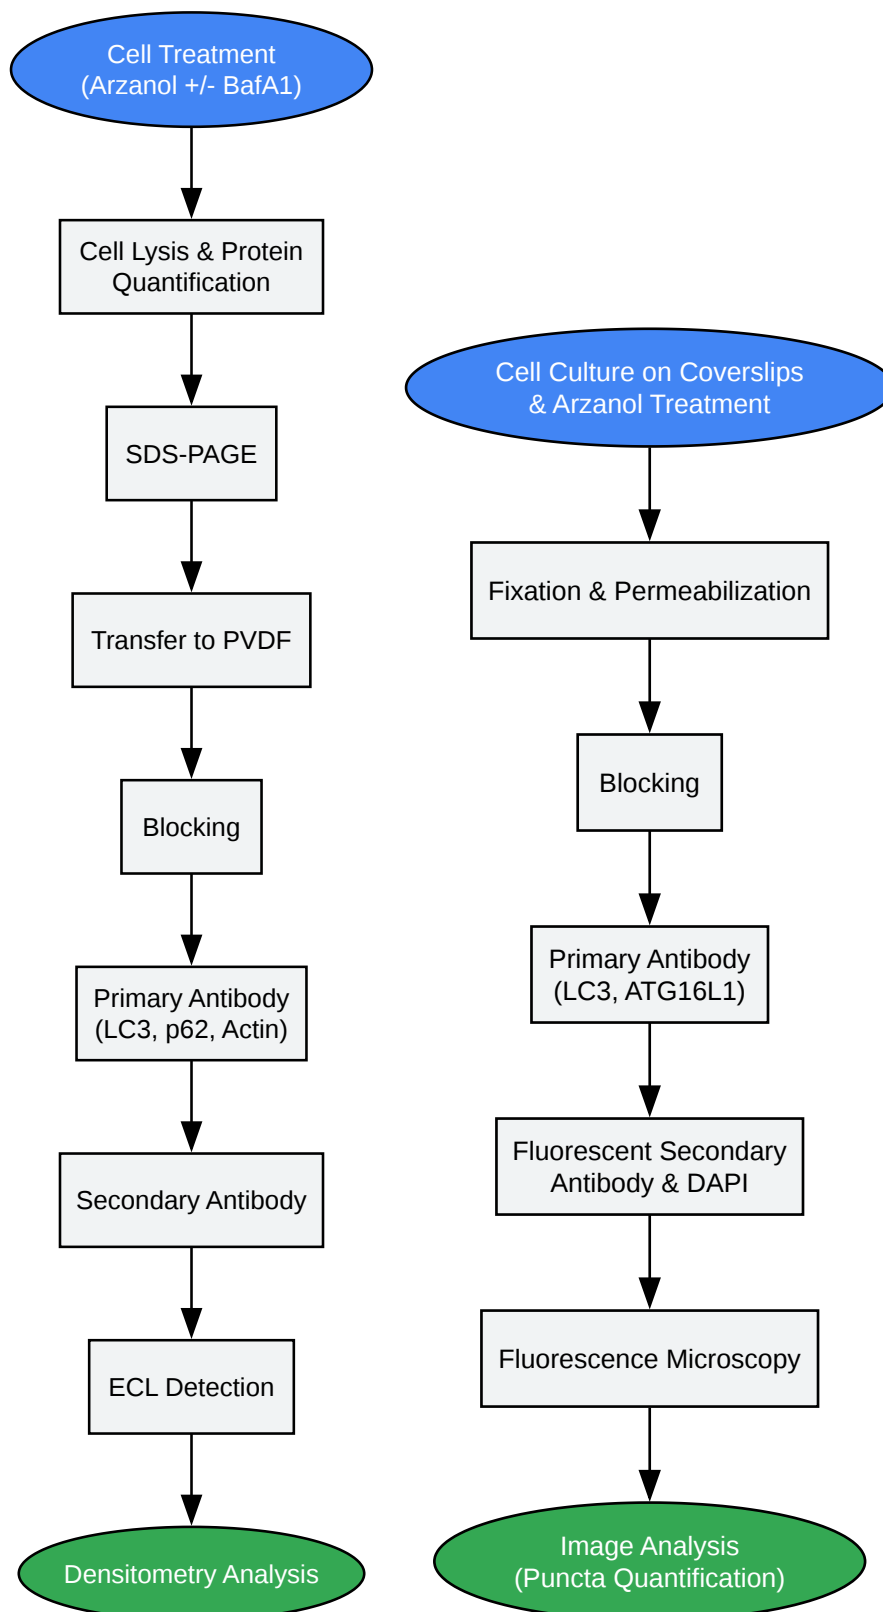 Cell Treatment
(Arzanol +/- BafA1)
Cell Lysis & Protein
Quantification
SDS-PAGE
Transfer to PVDF
Blocking
Primary Antibody
(LC3, p62, Actin)
Secondary Antibody
ECL Detection
Densitometry Analysis
Cell Culture on Coverslips
& Arzanol Treatment
Fixation & Permeabilization
Blocking
Primary Antibody
(LC3, ATG16L1)
Fluorescent Secondary
Antibody & DAPI
Fluorescence Microscopy
Image Analysis
(Puncta Quantification)